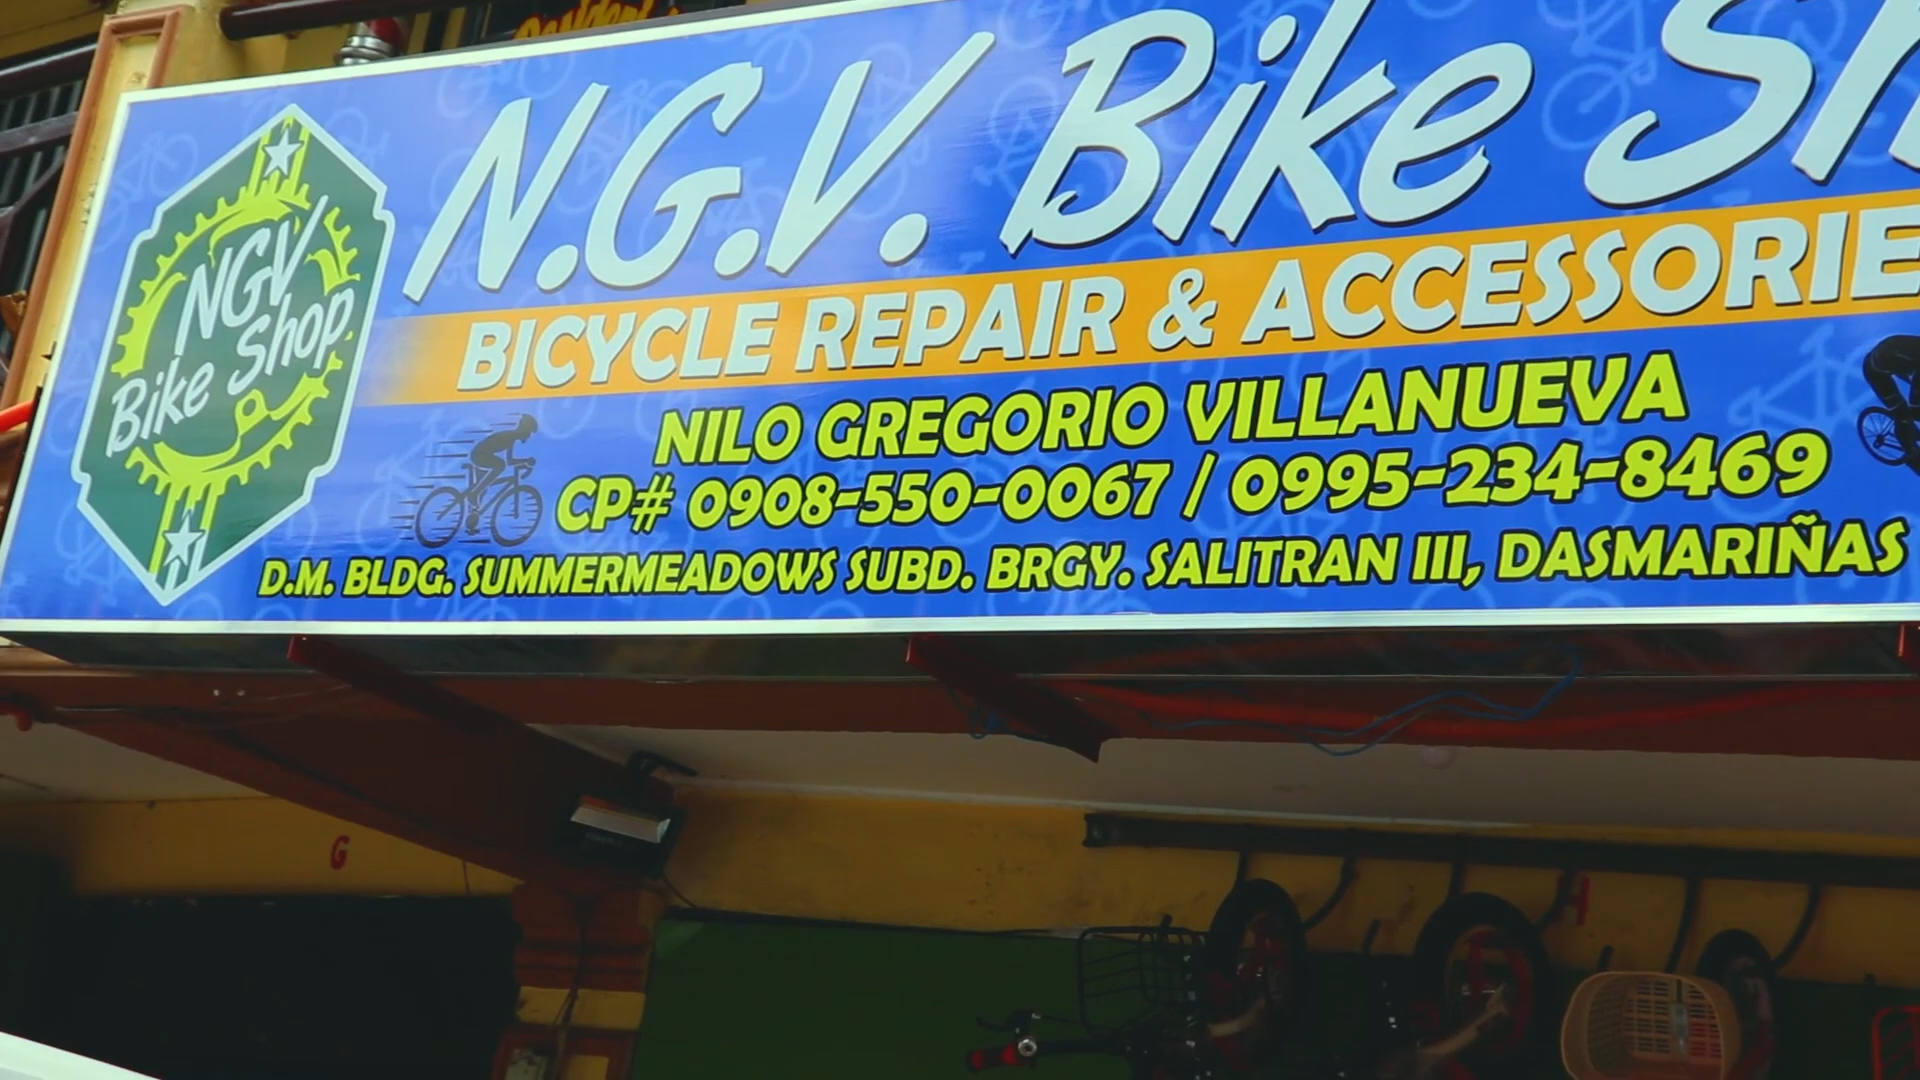 N.G.V. Bike Sh
BICYCLE REPAIR & ACCESSORIE
NILO GREGORIO VILLANUEVA
CP# 0908-550-0067 / 0995-234-8469
D.M. BLDG. SUMMERMEADOWS SUBD. BRGY. SALITRAN III, DASMARIÑAS
NGV
Bike Shop
G